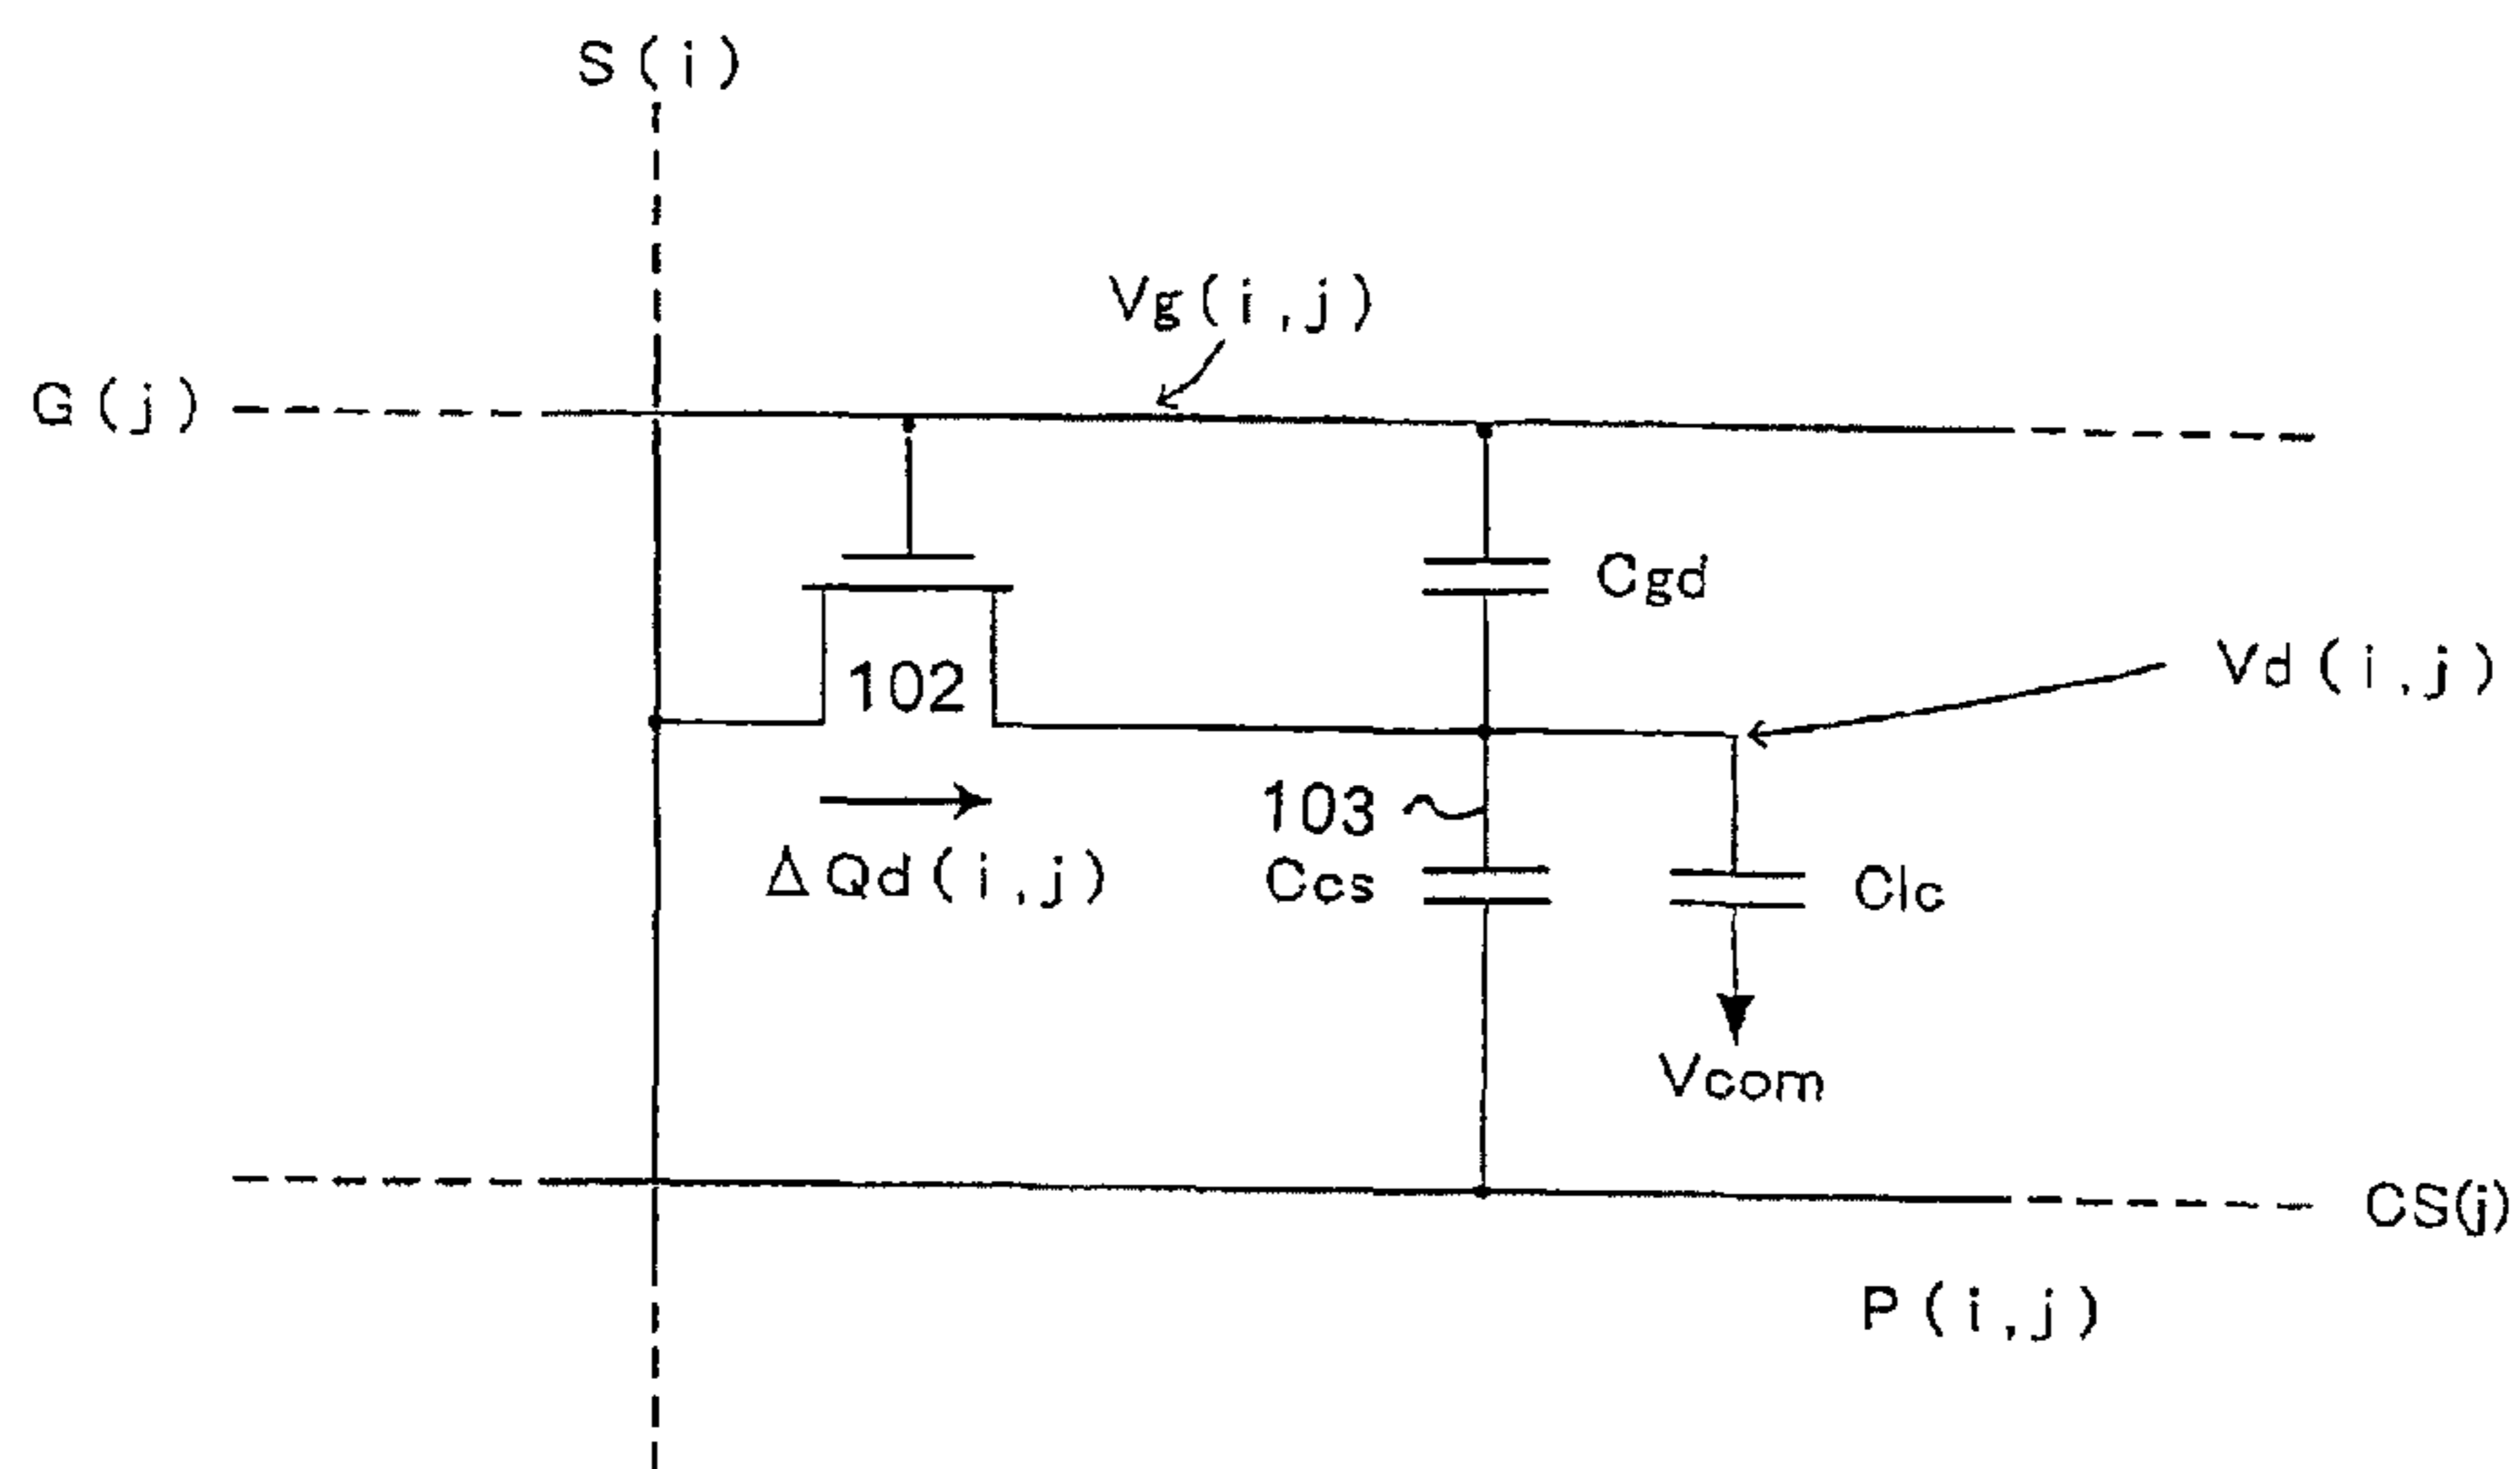 S(i)
Vg(i,j)
G(j)
Cgd
Vd(i,j)
102
103
ΔQd(i,j)
Ccs
Clc
Vcom
CS(j)
P(i,j)